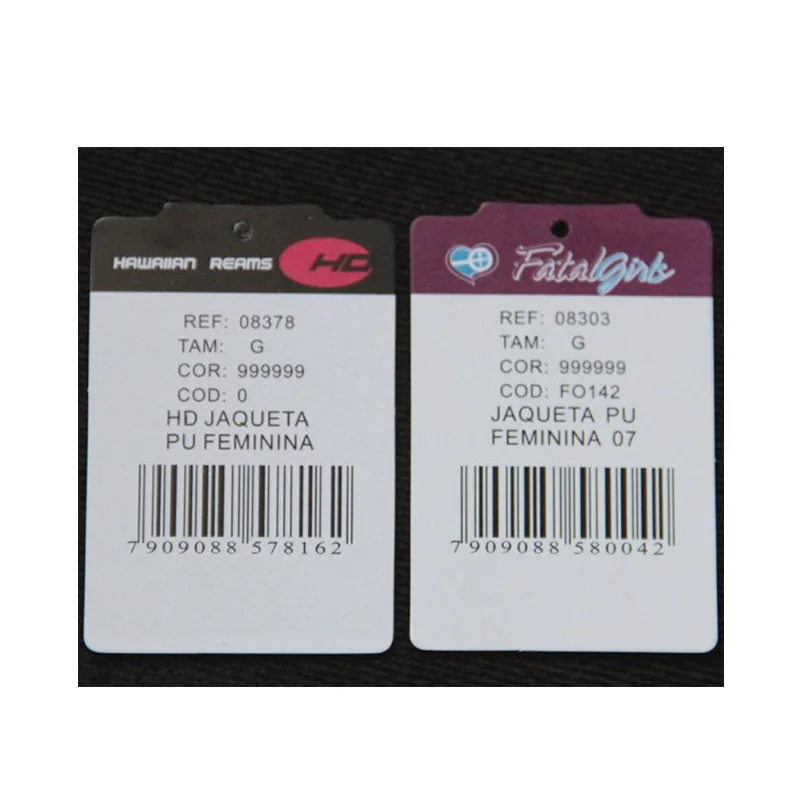 HAWAIIAN REAMS HD
REF: 08378
TAM: G
COR: 999999
COD: 0
HD JAQUETA
PU FEMININA
7909088 578162
FatalGirls
REF: 08303
TAM: G
COR: 999999
COD: FO142
JAQUETA PU
FEMININA 07
7909088 580042